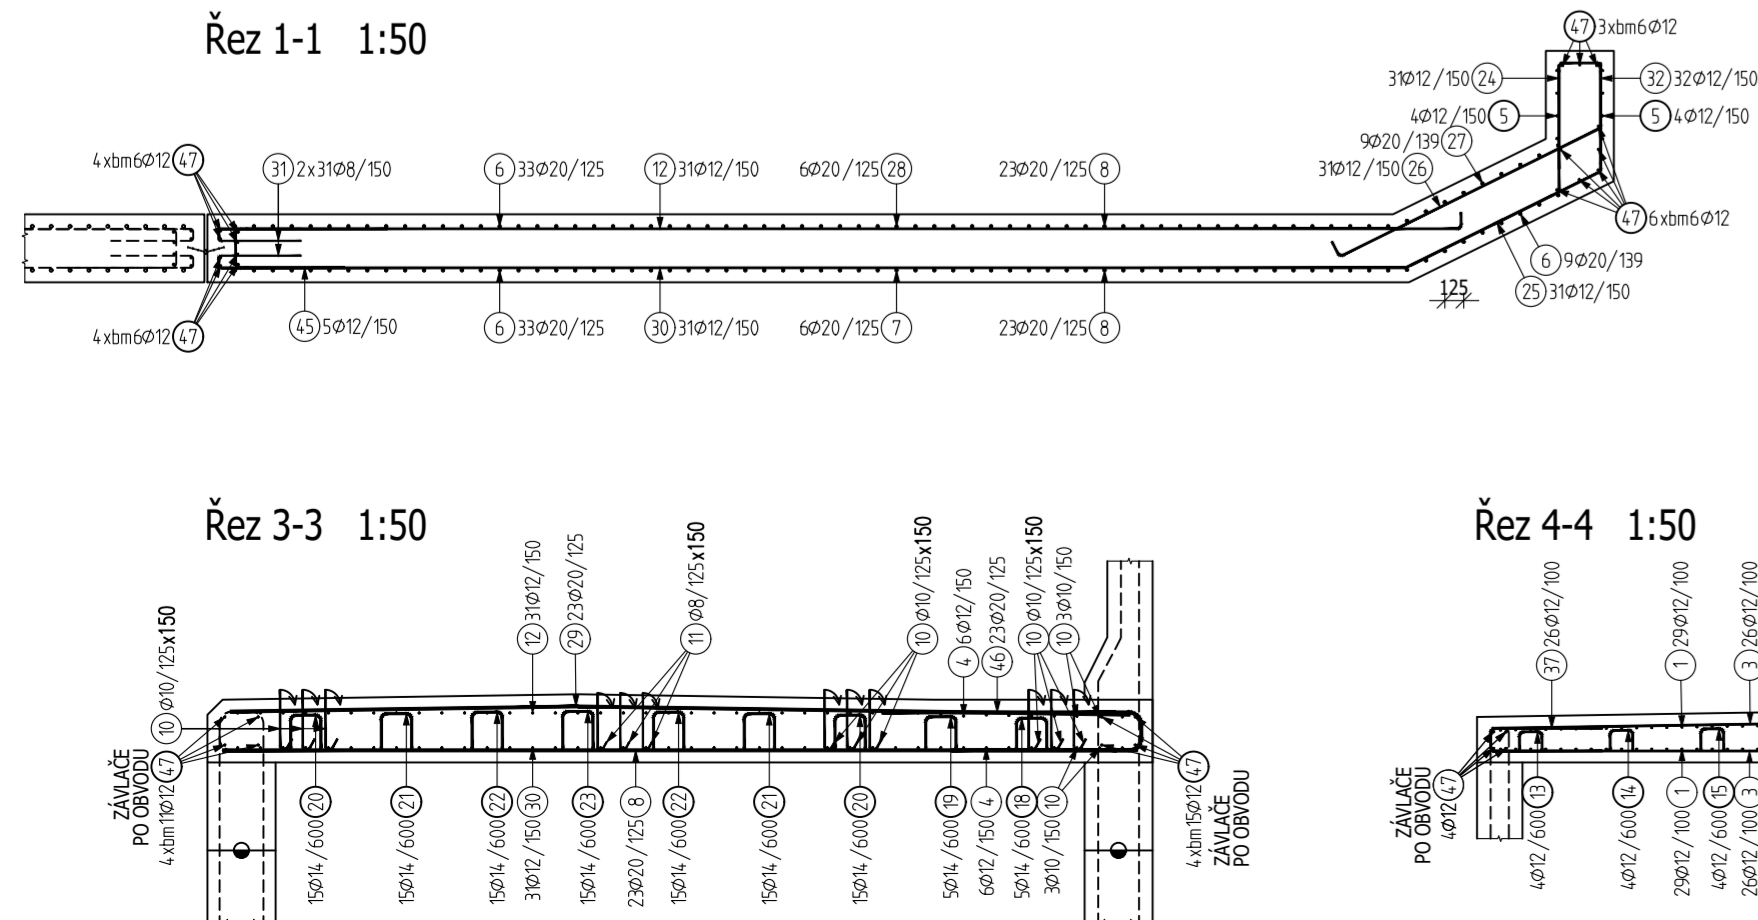 Řez 1-1 1:50
47 3xbm6Ø12
31Ø12/150 24
32 32Ø12/150
4Ø12/150 5
5 4Ø12/150
9Ø20/139 27
31Ø12/150 26
4xbm6Ø12 47
31 2x31Ø8/150
6 33Ø20/125
12 31Ø12/150
6Ø20/125 28
23Ø20/125 8
47 6xbm6Ø12
6 9Ø20/139
25 31Ø12/150
125
4xbm6Ø12 47
45 5Ø12/150
6 33Ø20/125
30 31Ø12/150
6Ø20/125 7
23Ø20/125 8
Řez 3-3 1:50
10 Ø10/125x150
12 31Ø12/150
29 23Ø20/125
11 Ø8/125x150
10 Ø10/125x150
4 6Ø12/150
46 23Ø20/125
10 Ø10/125x150
10 3Ø10/150
ZÁVLAČE
PO OBVODU
4xbm11Ø12 47
15Ø14/600 20
15Ø14/600 21
15Ø14/600 22
31Ø12/150 30
15Ø14/600 23
23Ø20/125 8
15Ø14/600 22
15Ø14/600 21
15Ø14/600 20
5Ø14/600 19
6Ø12/150 4
5Ø14/600 18
3Ø10/150 10
4xbm15Ø12 47
ZÁVLAČE
PO OBVODU
Řez 4-4 1:50
37 26Ø12/100
1 29Ø12/100
3 26Ø12/100
ZÁVLAČE
PO OBVODU
4Ø12 47
4Ø12/600 13
4Ø12/600 14
29Ø12/100 1
4Ø12/600 15
26Ø12/100 3